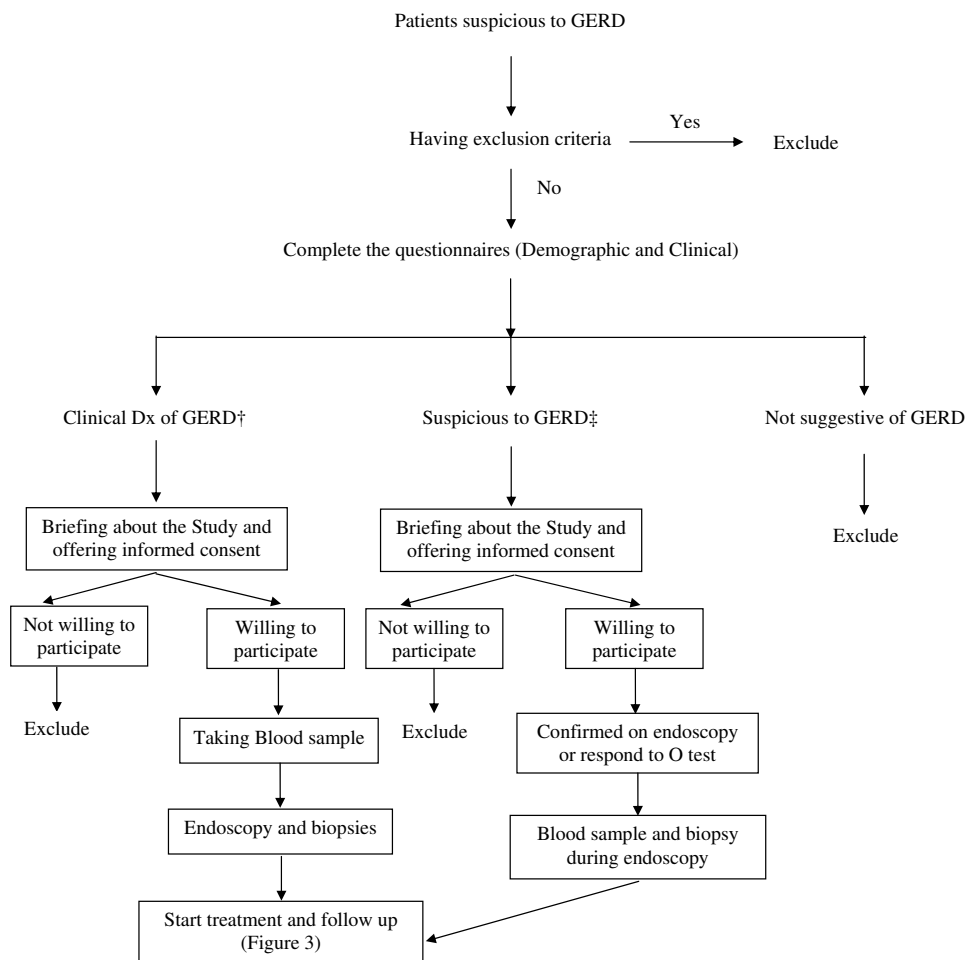 Patients suspicious to GERD
Having exclusion criteria
Yes
Exclude
No
Complete the questionnaires (Demographic and Clinical)
Clinical Dx of GERD†
Suspicious to GERD‡
Not suggestive of GERD
Briefing about the Study and
offering informed consent
Briefing about the Study and
offering informed consent
Exclude
Not willing to
participate
Willing to
participate
Not willing to
participate
Willing to
participate
Exclude
Taking Blood sample
Exclude
Confirmed on endoscopy
or respond to O test
Endoscopy and biopsies
Blood sample and biopsy
during endoscopy
Start treatment and follow up
(Figure 3)